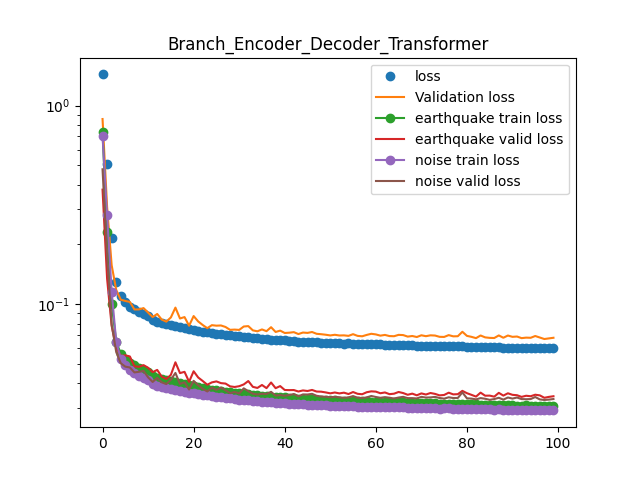 Branch_Encoder_Decoder_Transformer
loss
Validation loss
earthquake train loss
earthquake valid loss
noise train loss
noise valid loss
10⁰
10⁻¹
0 20 40 60 80 100